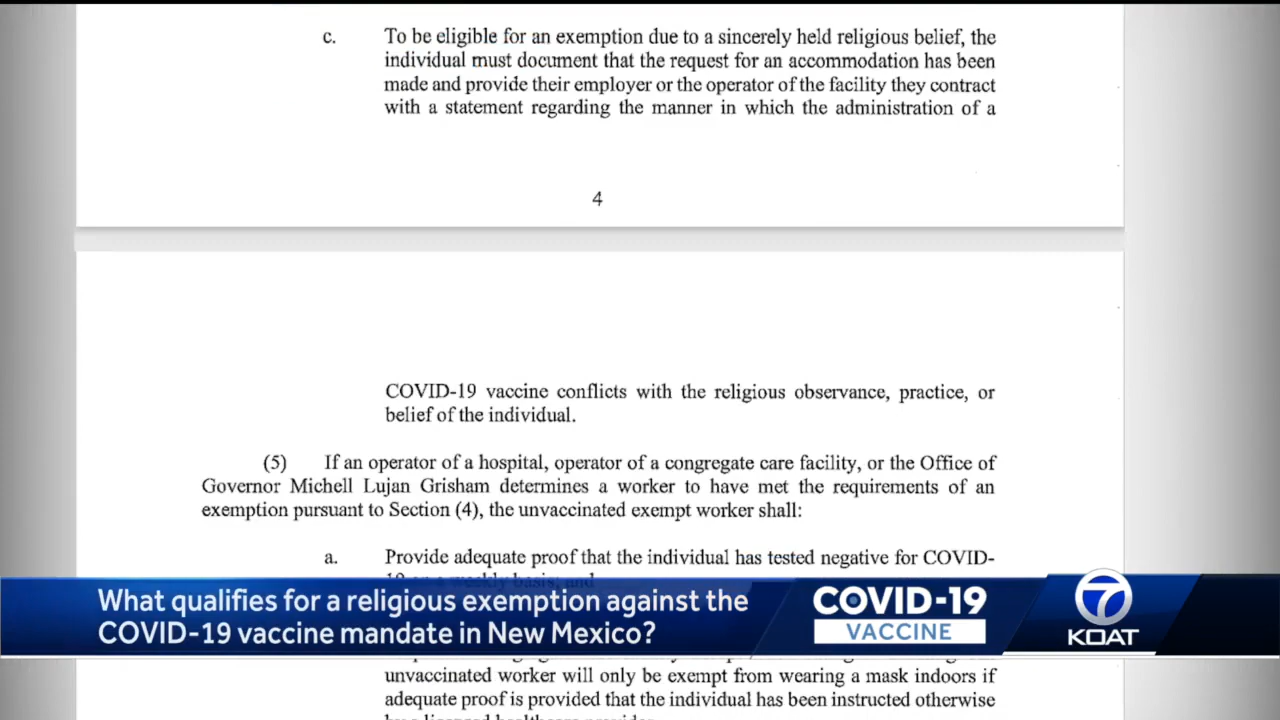 c. To be eligible for an exemption due to a sincerely held religious belief, the
individual must document that the request for an accommodation has been
made and provide their employer or the operator of the facility they contract
with a statement regarding the manner in which the administration of a
4
COVID-19 vaccine conflicts with the religious observance, practice, or
belief of the individual.
(5) If an operator of a hospital, operator of a congregate care facility, or the Office of
Governor Michell Lujan Grisham determines a worker to have met the requirements of an
exemption pursuant to Section (4), the unvaccinated exempt worker shall:
a. Provide adequate proof that the individual has tested negative for COVID-
19 on a weekly basis; and
What qualifies for a religious exemption against the
COVID-19 vaccine mandate in New Mexico?
COVID-19
VACCINE
7
KOAT
unvaccinated worker will only be exempt from wearing a mask indoors if
adequate proof is provided that the individual has been instructed otherwise